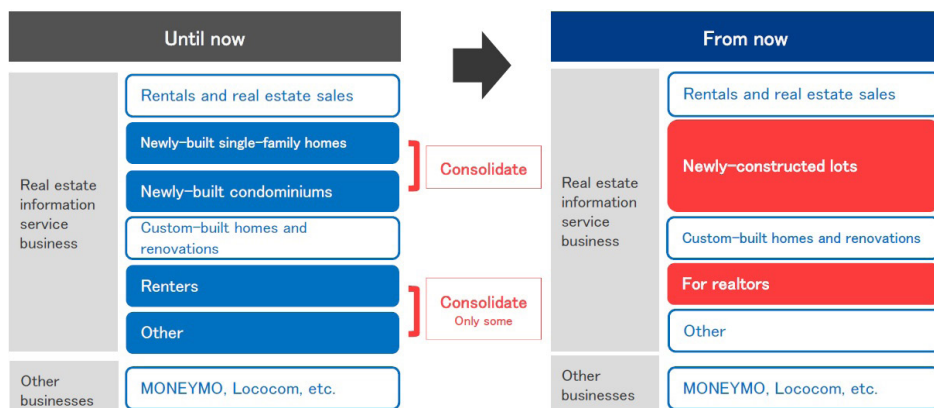 Until now
From now
Real estate
information
service
business
Rentals and real estate sales
Newly-built single-family homes
Newly-built condominiums
Custom-built homes and
renovations
Renters
Other
Other
businesses
MONEYMO, Lococom, etc.
Consolidate
Consolidate
Only some
Real estate
information
service
business
Rentals and real estate sales
Newly-constructed lots
Custom-built homes and renovations
For realtors
Other
Other
businesses
MONEYMO, Lococom, etc.